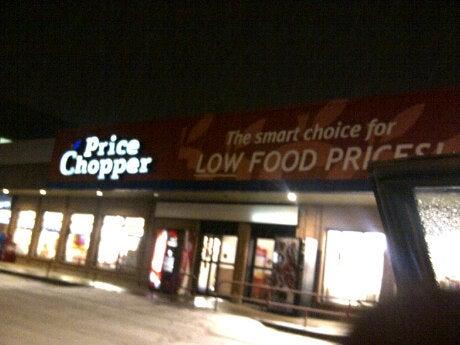 Price
Chopper
The smart choice for
LOW FOOD PRICES!